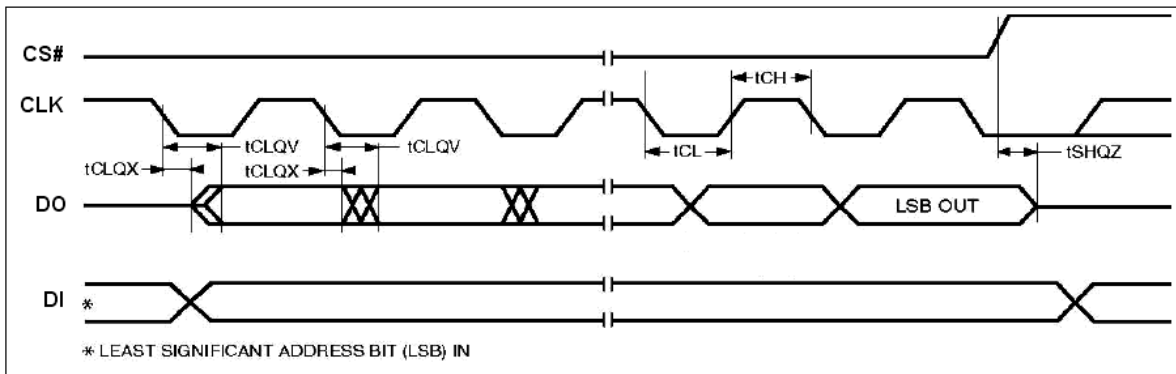 CS#
CLK
tCH
tCLQV
tCLQV
tCL
tSHQZ
tCLQX
tCLQX
DO
LSB OUT
DI
*
* LEAST SIGNIFICANT ADDRESS BIT (LSB) IN